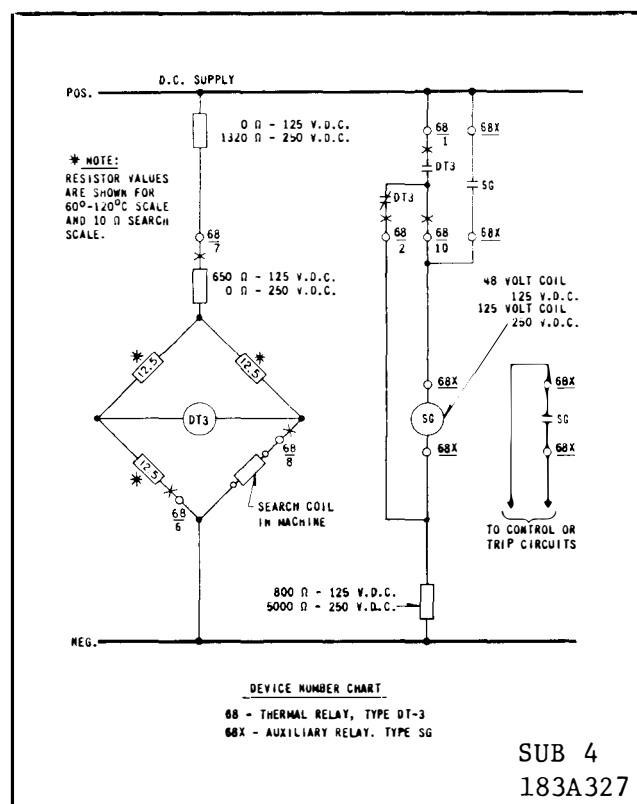 D.C. SUPPLY
POS.
0 Ω - 125 V.D.C.
1320 Ω - 250 V.D.C.
* NOTE:
RESISTOR VALUES
ARE SHOWN FOR
60°-120°C SCALE
AND 10 Ω SEARCH
SCALE.
68
7
650 Ω - 125 V.D.C.
0 Ω - 250 V.D.C.
* 12.5
12.5 *
DT3
12.5
*
68
6
68
8
SEARCH COIL
IN MACHINE
68
1
68X
DT3
SG
DT3
68
2
68
10
68X
48 VOLT COIL
125 V.D.C.
125 VOLT COIL
250 V.D.C.
68X
SG
68X
68X
SG
68X
TO CONTROL OR
TRIP CIRCUITS
800 Ω - 125 V.D.C.
5000 Ω - 250 V.D.C.
NEG.
DEVICE NUMBER CHART
68 - THERMAL RELAY, TYPE DT-3
68X - AUXILIARY RELAY. TYPE SG
SUB 4
183A327